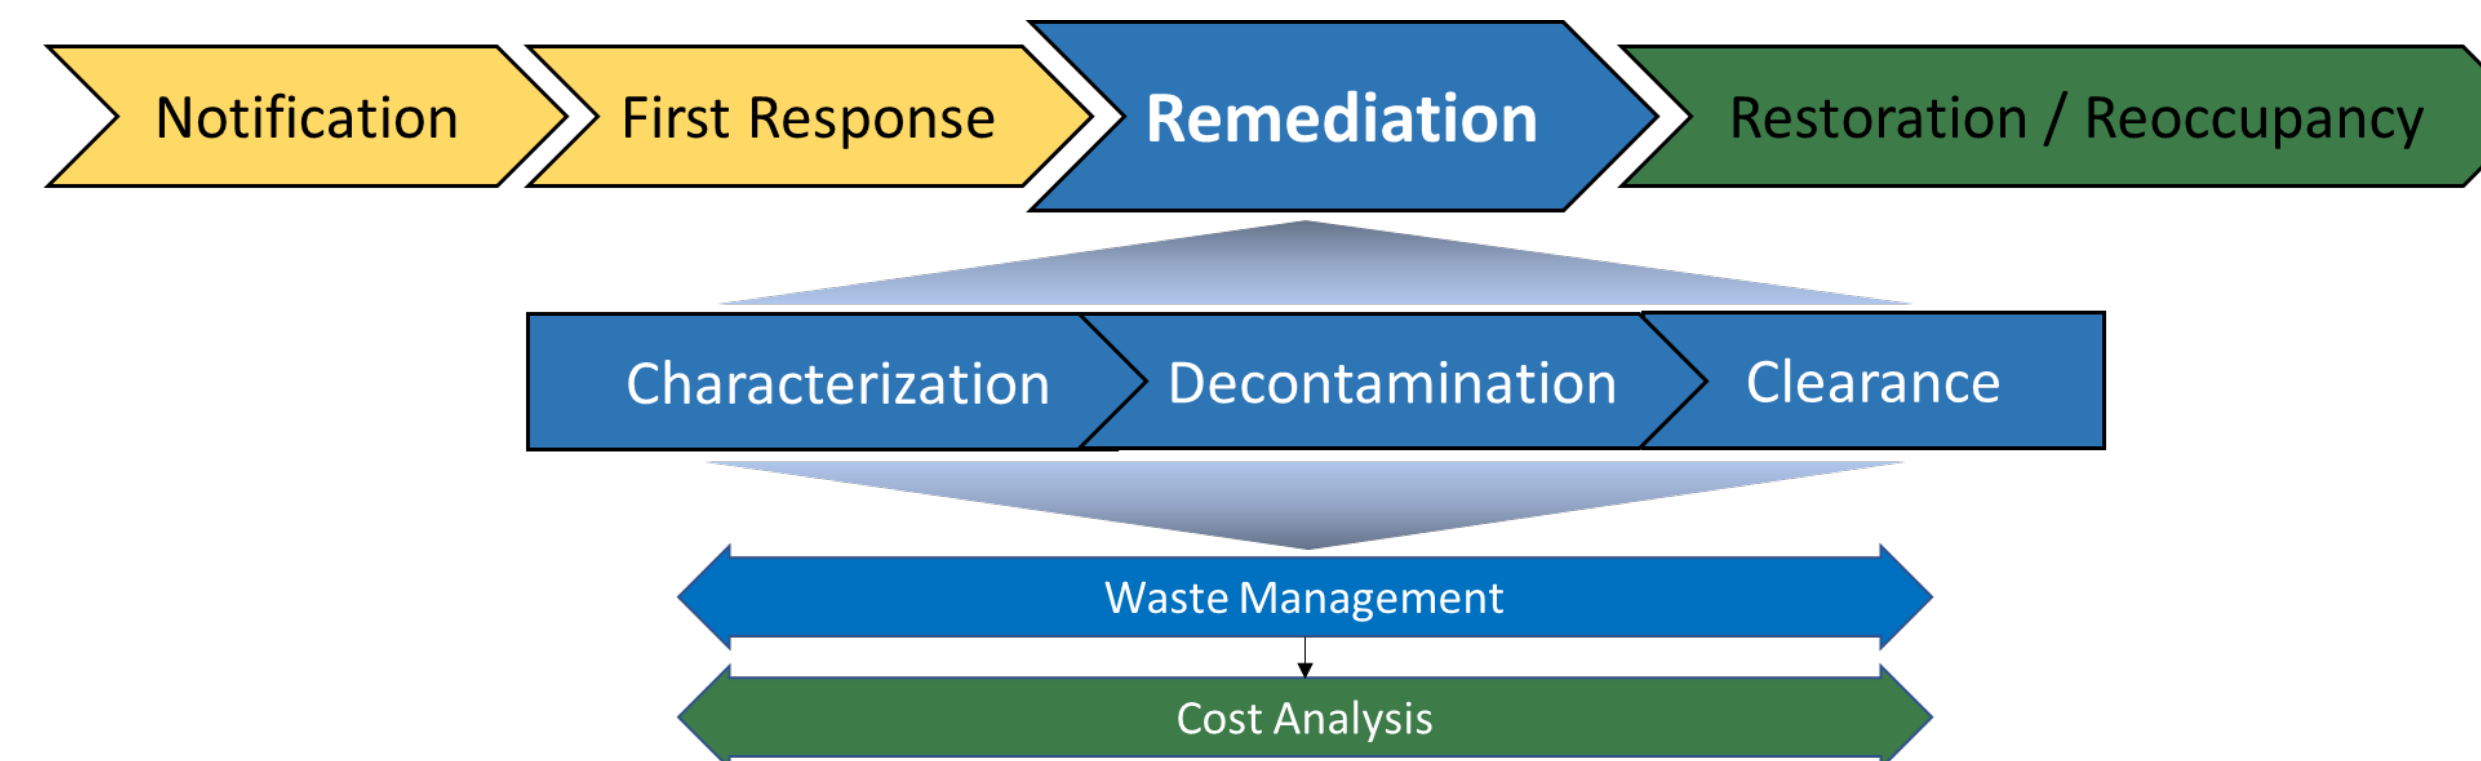 Notification
First Response
Remediation
Restoration / Reoccupancy
Characterization
Decontamination
Clearance
Waste Management
Cost Analysis